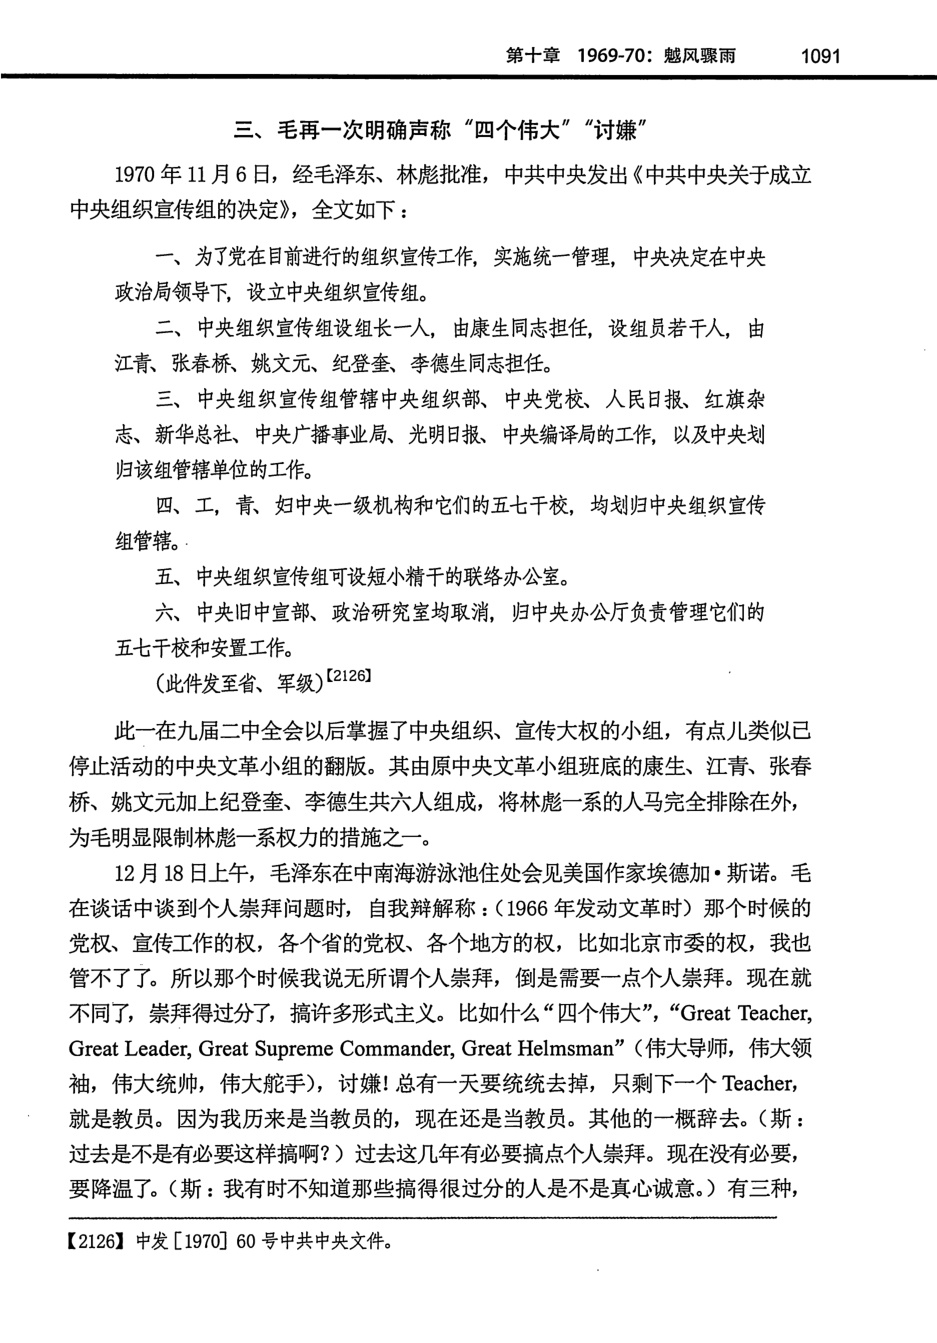 第十章 1969-70：魆风骤雨 1091
三、毛再一次明确声称“四个伟大”“讨嫌”
1970 年 11 月 6 日，经毛泽东、林彪批准，中共中央发出《中共中央关于成立
中央组织宣传组的决定》，全文如下：
一、为了党在目前进行的组织宣传工作，实施统一管理，中央决定在中央
政治局领导下，设立中央组织宣传组。
二、中央组织宣传组设组长一人，由康生同志担任，设组员若干人，由
江青、张春桥、姚文元、纪登奎、李德生同志担任。
三、中央组织宣传组管辖中央组织部、中央党校、人民日报、红旗杂
志、新华总社、中央广播事业局、光明日报、中央编译局的工作，以及中央划
归该组管辖单位的工作。
四、工，青、妇中央一级机构和它们的五七干校，均划归中央组织宣传
组管辖。
五、中央组织宣传组可设短小精干的联络办公室。
六、中央旧中宣部、政治研究室均取消，归中央办公厅负责管理它们的
五七干校和安置工作。
(此件发至省、军级)【2126】
此一在九届二中全会以后掌握了中央组织、宣传大权的小组，有点儿类似已
停止活动的中央文革小组的翻版。其由原中央文革小组班底的康生、江青、张春
桥、姚文元加上纪登奎、李德生共六人组成，将林彪一系的人马完全排除在外，
为毛明显限制林彪一系权力的措施之一。
12 月 18 日上午，毛泽东在中南海游泳池住处会见美国作家埃德加·斯诺。毛
在谈话中谈到个人崇拜问题时，自我辩解称：(1966 年发动文革时）那个时候的
党权、宣传工作的权，各个省的党权、各个地方的权，比如北京市委的权，我也
管不了了。所以那个时候我说无所谓个人崇拜，倒是需要一点个人崇拜。现在就
不同了，崇拜得过分了，搞许多形式主义。比如什么“四个伟大”，“Great Teacher,
Great Leader, Great Supreme Commander, Great Helmsman”（伟大导师，伟大领
袖，伟大统帅，伟大舵手），讨嫌！总有一天要统统去掉，只剩下一个 Teacher，
就是教员。因为我历来是当教员的，现在还是当教员。其他的一概辞去。（斯：
过去是不是有必要这样搞啊？）过去这几年有必要搞点个人崇拜。现在没有必要，
要降温了。（斯：我有时不知道那些搞得很过分的人是不是真心诚意。）有三种，
【2126】中发［1970］60 号中共中央文件。